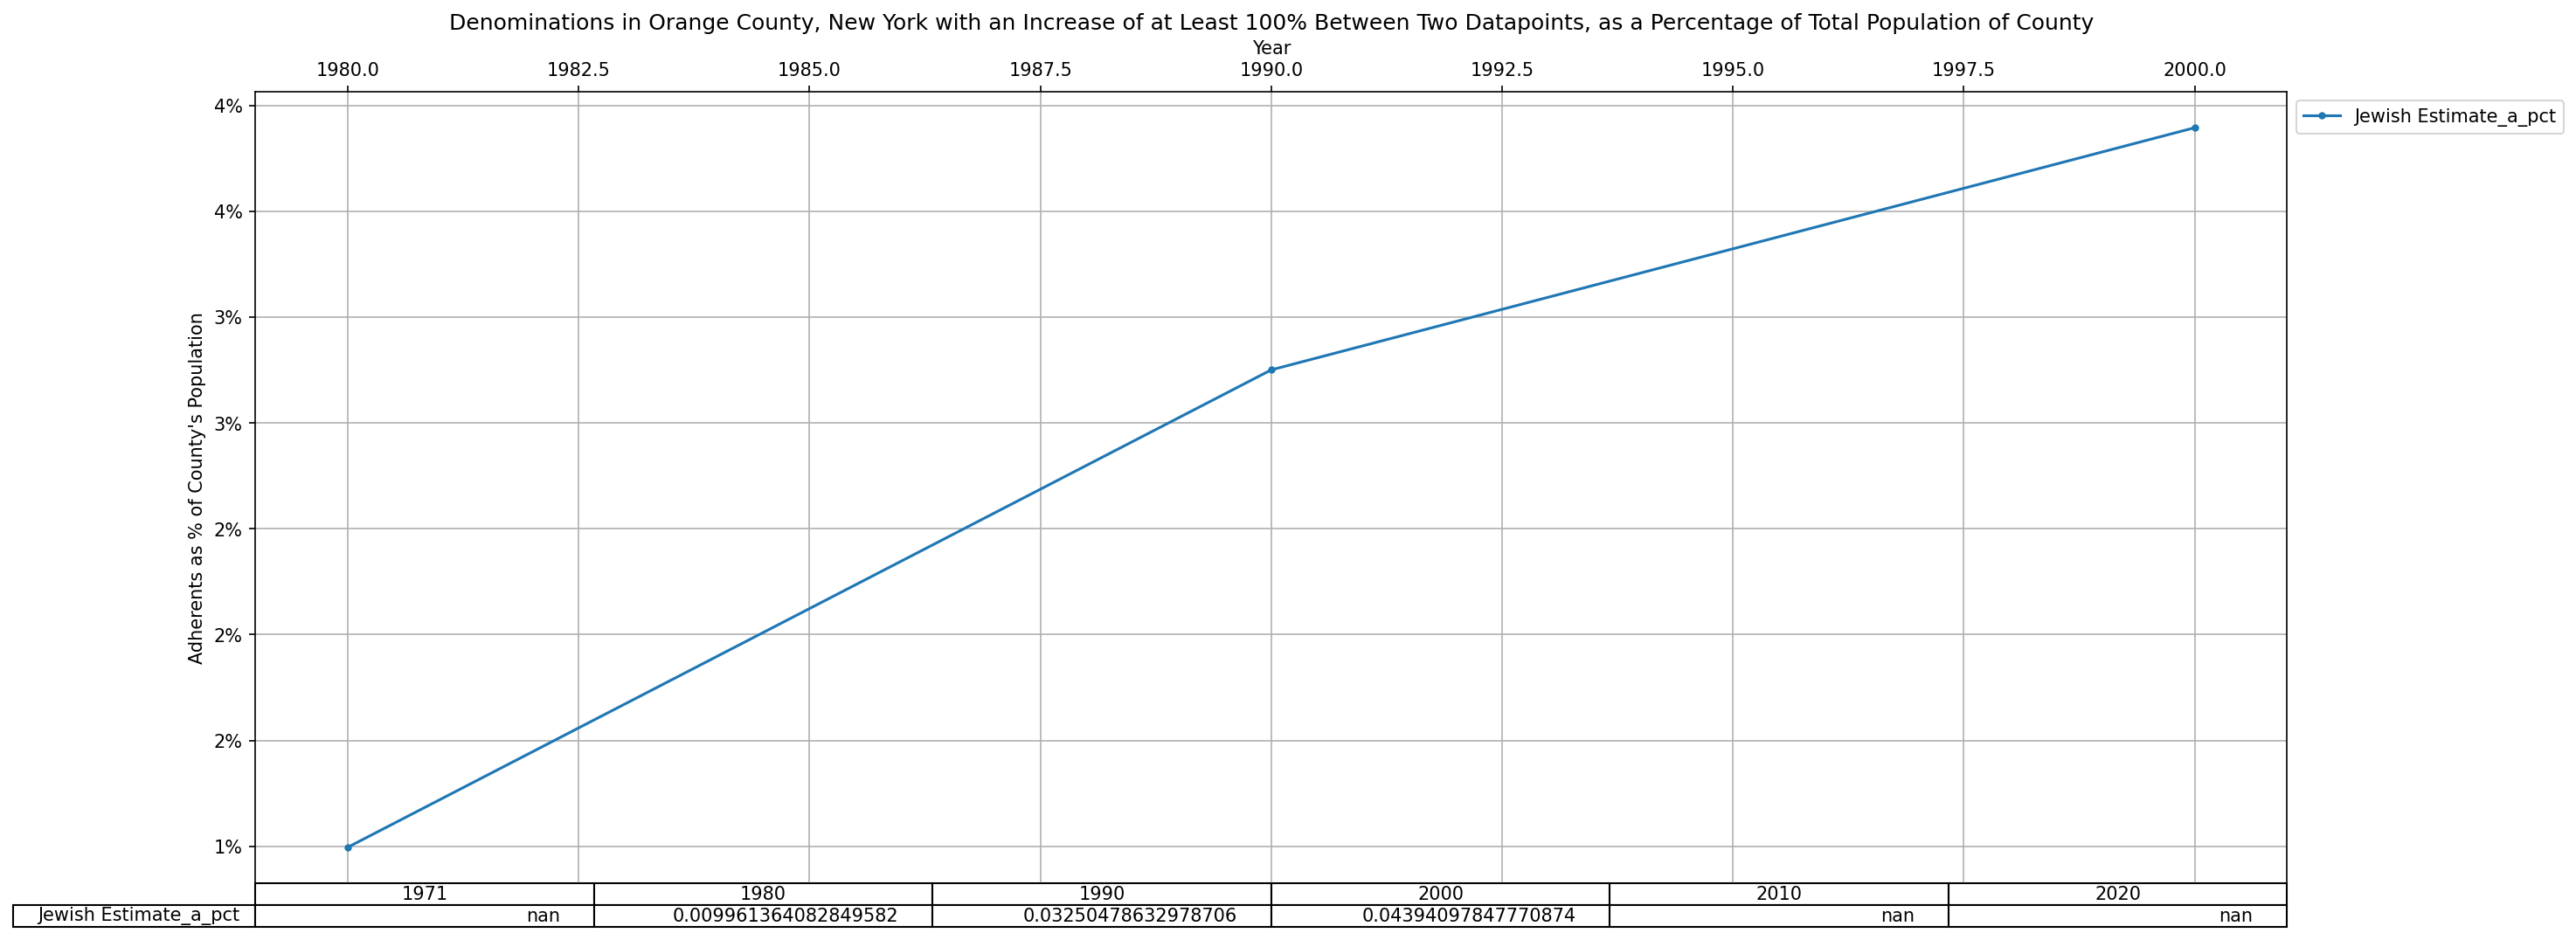 Denominations in Orange County, New York with an Increase of at Least 100% Between Two Datapoints, as a Percentage of Total Population of County
Year
1980.0 1982.5 1985.0 1987.5 1990.0 1992.5 1995.0 1997.5 2000.0
Jewish Estimate_a_pct
Adherents as % of County's Population
4%
4%
3%
3%
2%
2%
2%
1%
1971 1980 1990 2000 2010 2020
Jewish Estimate_a_pct nan 0.009961364082849582 0.03250478632978706 0.04394097847770874 nan nan